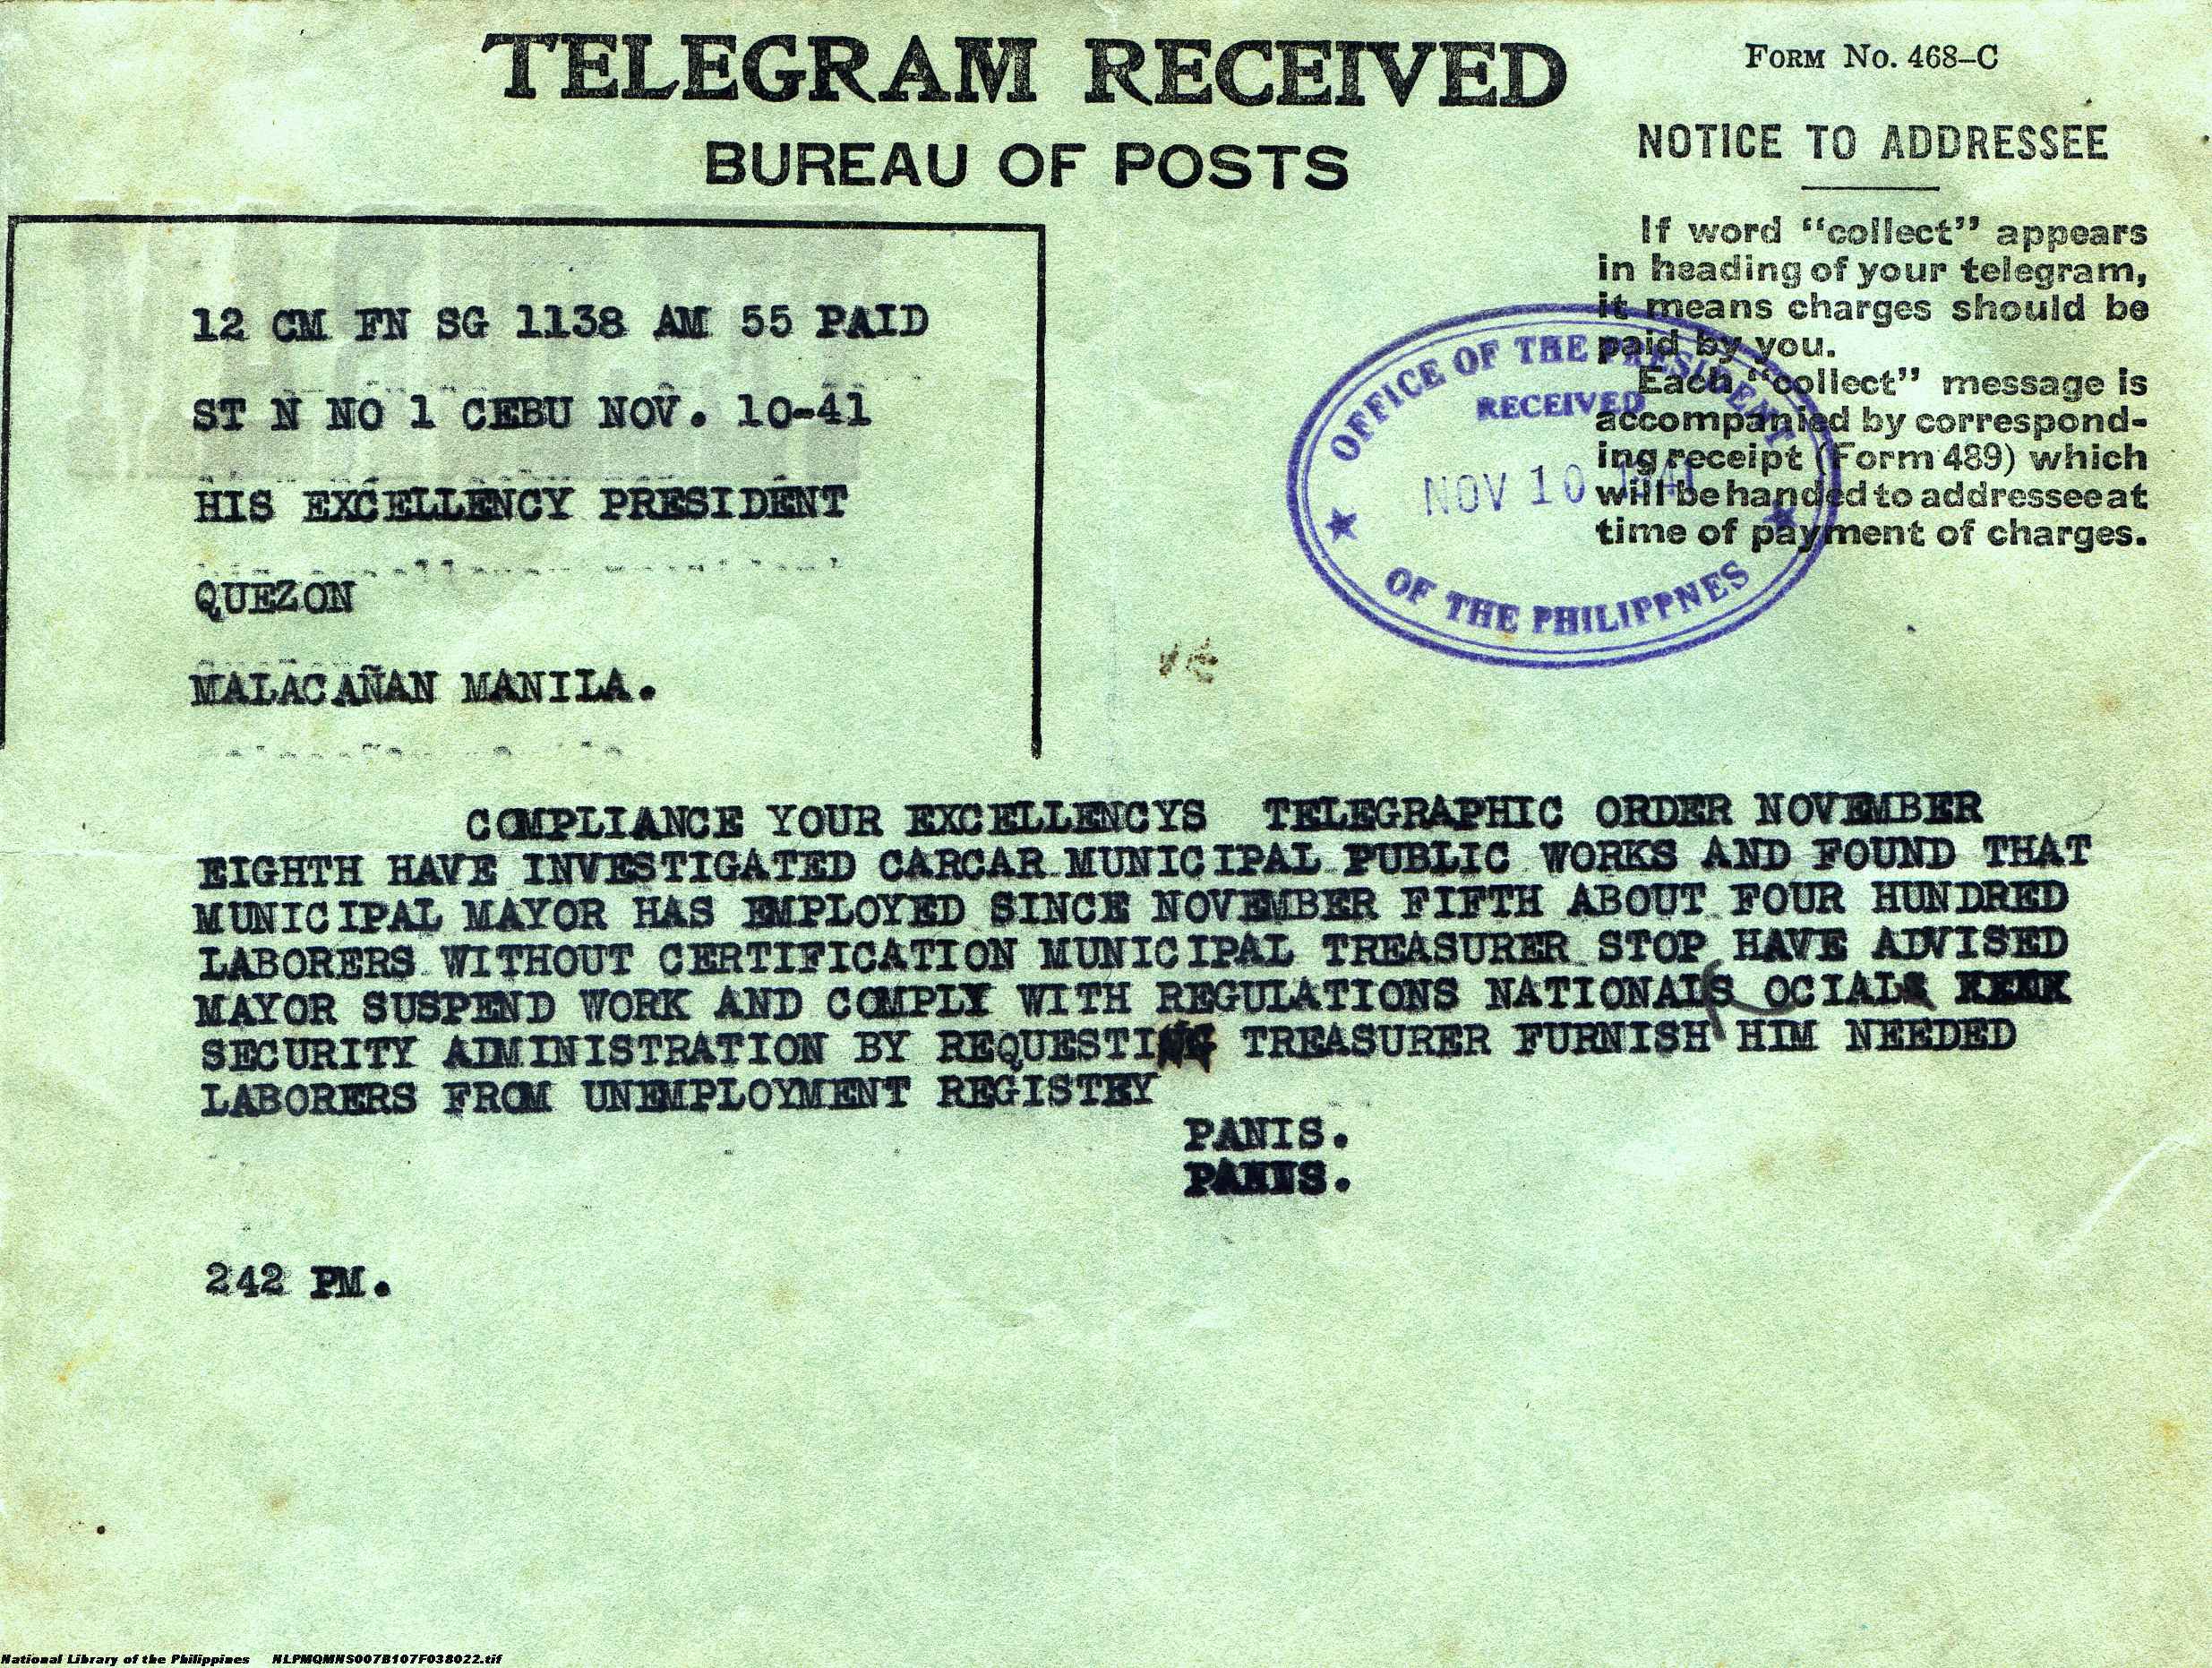 TELEGRAM RECEIVED
BUREAU OF POSTS
FORM NO. 468–C
NOTICE TO ADDRESSEE
If word “collect” appears
in heading of your telegram,
it means charges should be
paid by you.
Each “collect” message is
accompanied by correspond-
ing receipt (Form 489) which
will be handed to addressee at
time of payment of charges.
OFFICE OF THE PRESIDENT
RECEIVED
NOV 10 1941
OF THE PHILIPPNES
12 CM FN SG 1138 AM 55 PAID
ST N NO 1 CEBU NOV. 10-41
HIS EXCELLENCY PRESIDENT
QUEZON
MALACAÑAN MANILA.
COMPLIANCE YOUR EXCELLENCYS TELEGRAPHIC ORDER NOVEMBER
EIGHTH HAVE INVESTIGATED CARCAR MUNICIPAL PUBLIC WORKS AND FOUND THAT
MUNICIPAL MAYOR HAS EMPLOYED SINCE NOVEMBER FIFTH ABOUT FOUR HUNDRED
LABORERS WITHOUT CERTIFICATION MUNICIPAL TREASURER STOP HAVE ADVISED
MAYOR SUSPEND WORK AND COMPLY WITH REGULATIONS NATIONALS OCIAL
SECURITY ADMINISTRATION BY REQUESTING TREASURER FURNISH HIM NEEDED
LABORERS FROM UNEMPLOYMENT REGISTRY
PANIS.
PANIS.
242 PM.
National Library of the Philippines NLPMQMNS007B107F038022.tif